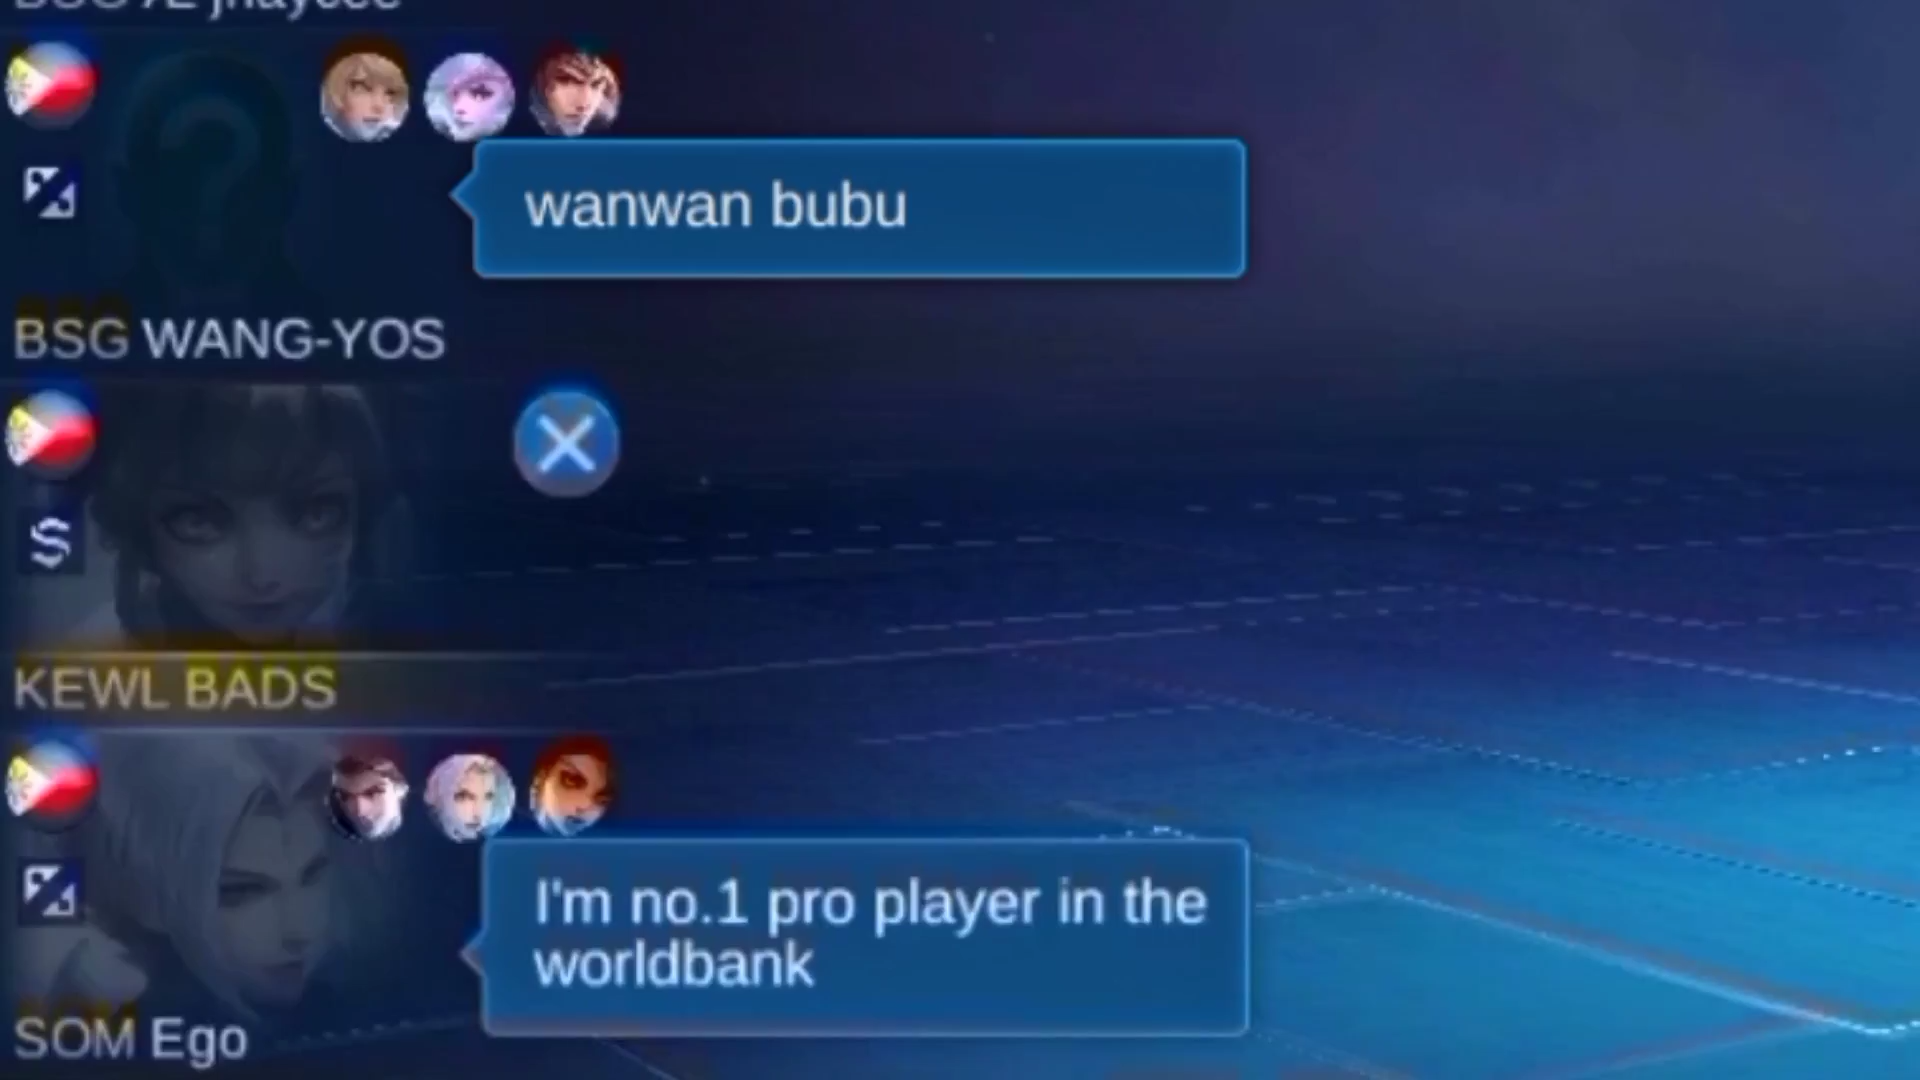 wanwan bubu
BSG WANG-YOS
KEWL BADS
I'm no.1 pro player in the
worldbank
SOM Ego